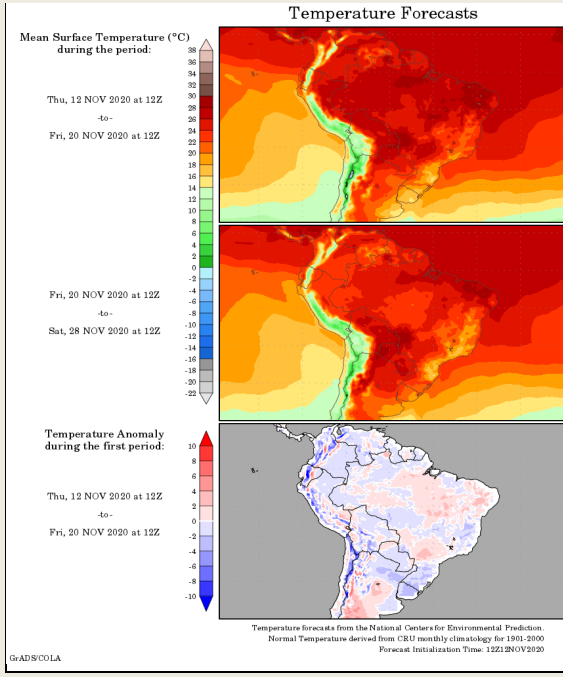 Temperature Forecasts
Mean Surface Temperature (°C)
during the period:
38
36
34
32
30
28
26
24
22
20
18
16
14
12
10
8
6
4
2
0
-2
-4
-6
-8
-10
-12
-14
-16
-18
-20
-22
Thu, 12 NOV 2020 at 12Z
-to-
Fri, 20 NOV 2020 at 12Z
Fri, 20 NOV 2020 at 12Z
-to-
Sat, 28 NOV 2020 at 12Z
Temperature Anomaly
during the first period:
10
8
6
4
2
0
-2
-4
-6
-8
-10
Thu, 12 NOV 2020 at 12Z
-to-
Fri, 20 NOV 2020 at 12Z
Temperature forecasts from the National Centers for Environmental Prediction.
Normal Temperature derived from CRU monthly climatology for 1901-2000
Forecast Initialization Time: 12Z12NOV2020
GrADS/COLA